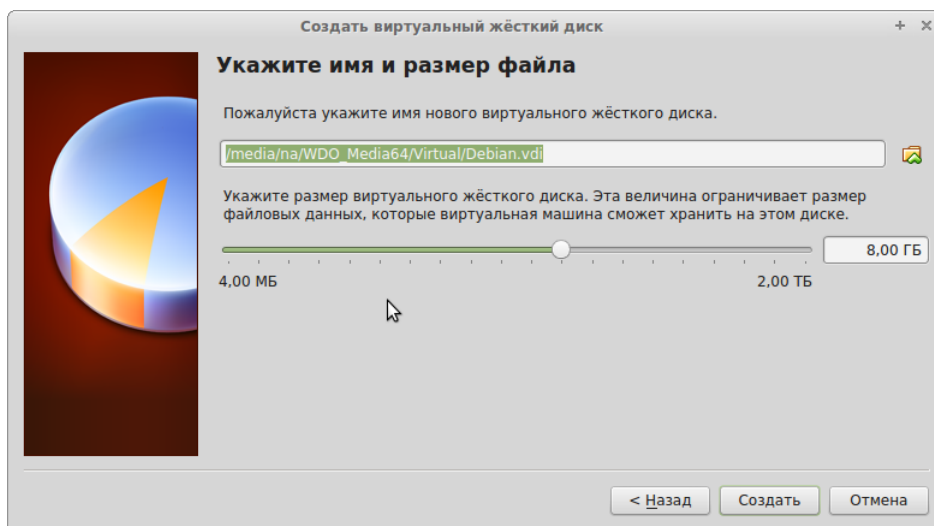 Создать виртуальный жёсткий диск
Укажите имя и размер файла
Пожалуйста укажите имя нового виртуального жёсткого диска.
/media/na/WDO_Media64/Virtual/Debian.vdi
Укажите размер виртуального жёсткого диска. Эта величина ограничивает размер
файловых данных, которые виртуальная машина сможет хранить на этом диске.
8,00 ГБ
4,00 МБ
2,00 ТБ
< Назад
Создать
Отмена